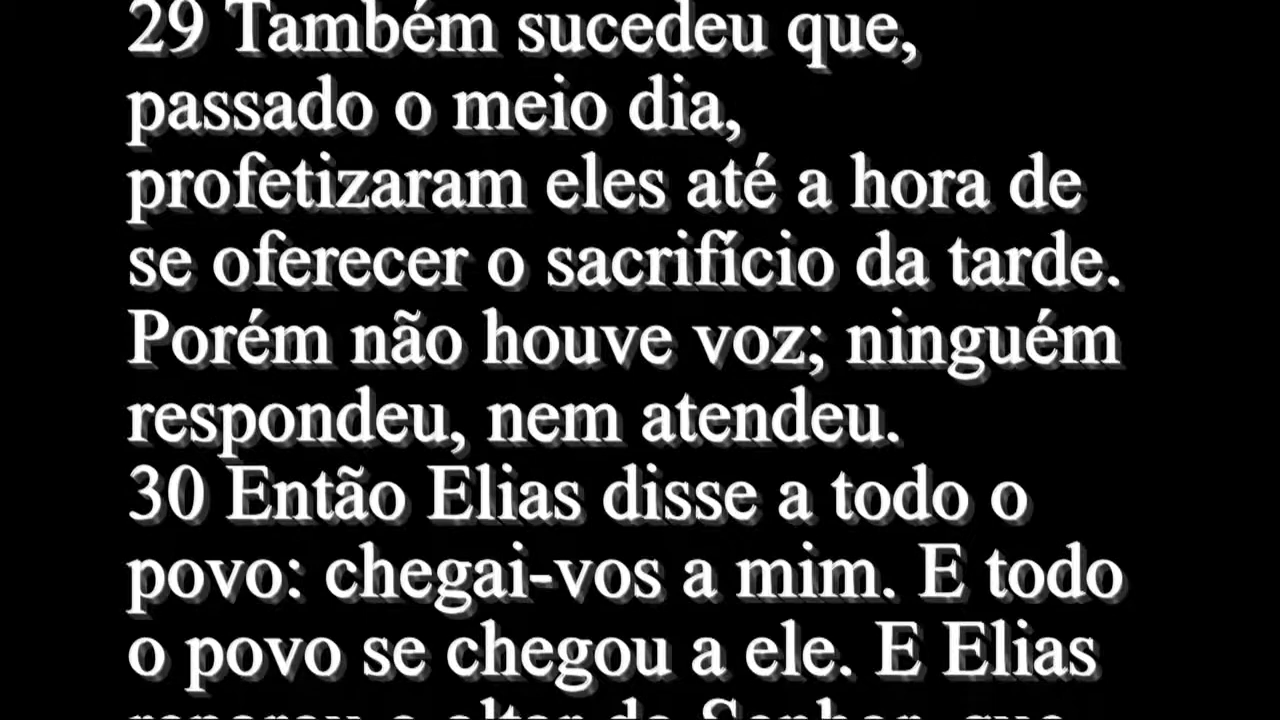 29 Também sucedeu que,
passado o meio dia,
profetizaram eles até a hora de
se oferecer o sacrifício da tarde.
Porém não houve voz; ninguém
respondeu, nem atendeu.
30 Então Elias disse a todo o
povo: chegai-vos a mim. E todo
o povo se chegou a ele. E Elias